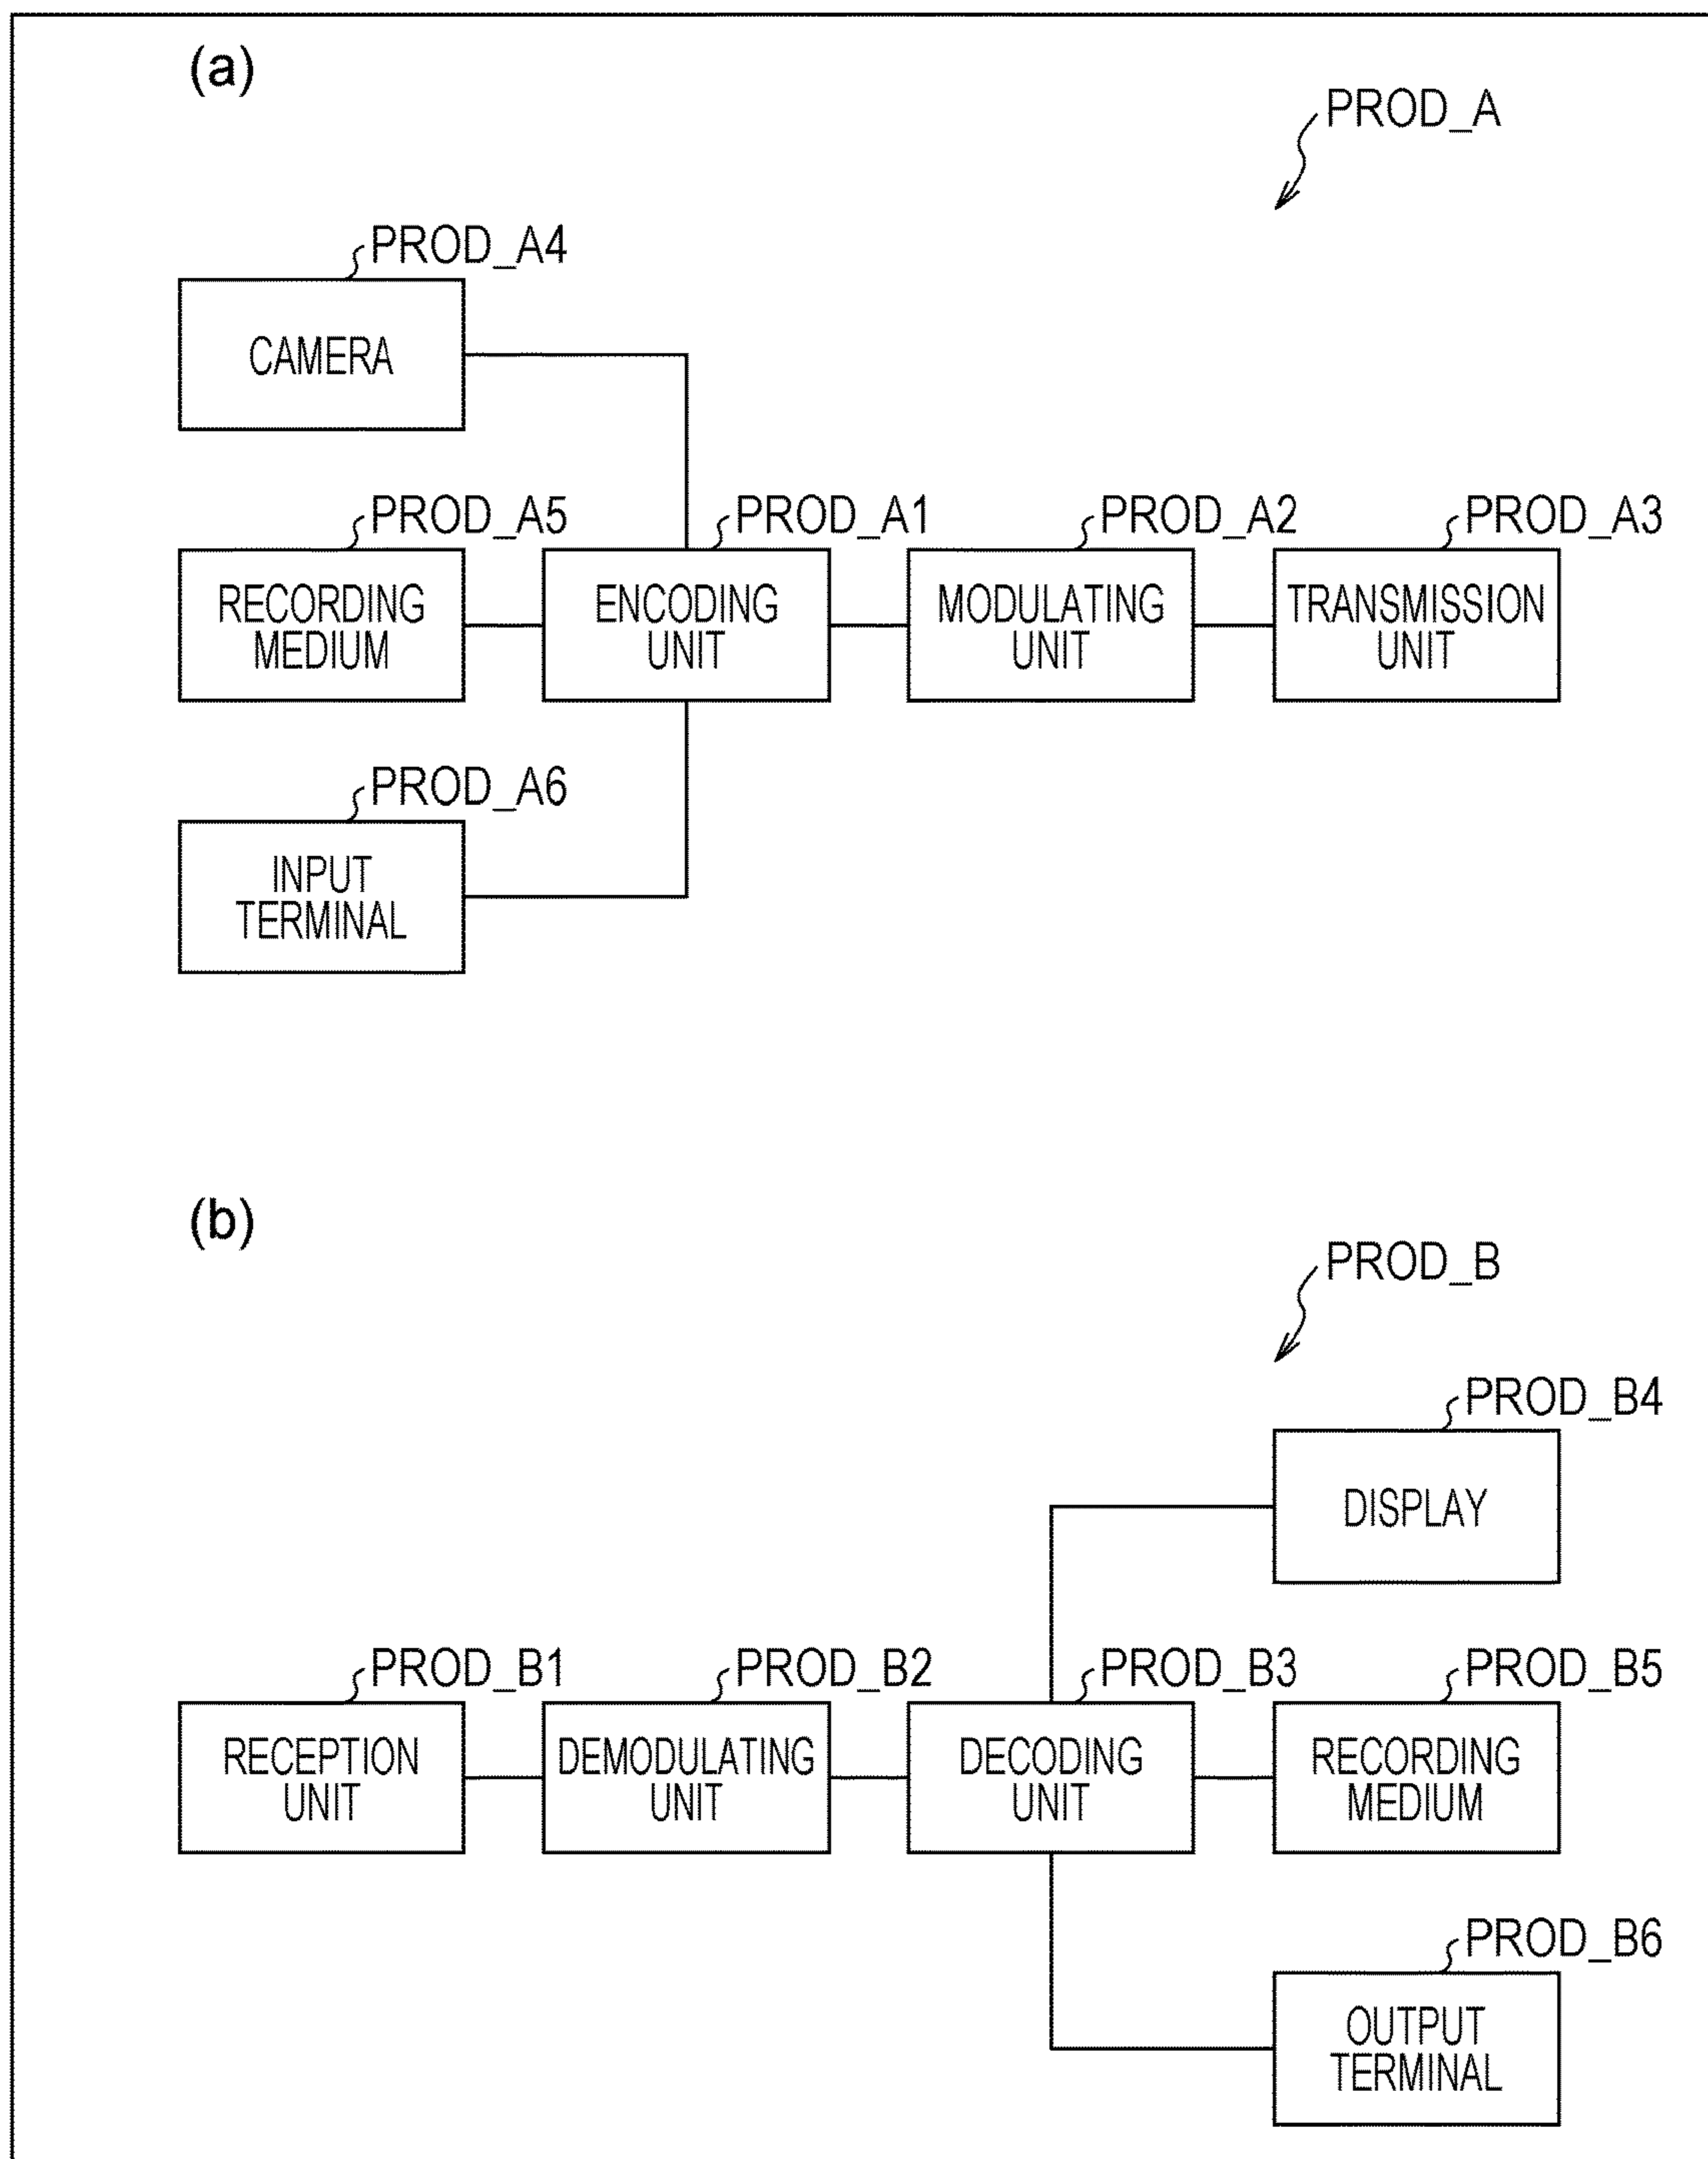 (a)
PROD_A
PROD_A4
CAMERA
PROD_A5
PROD_A1
PROD_A2
PROD_A3
RECORDING
MEDIUM
ENCODING
UNIT
MODULATING
UNIT
TRANSMISSION
UNIT
PROD_A6
INPUT
TERMINAL
(b)
PROD_B
PROD_B4
DISPLAY
PROD_B1
PROD_B2
PROD_B3
PROD_B5
RECEPTION
UNIT
DEMODULATING
UNIT
DECODING
UNIT
RECORDING
MEDIUM
PROD_B6
OUTPUT
TERMINAL